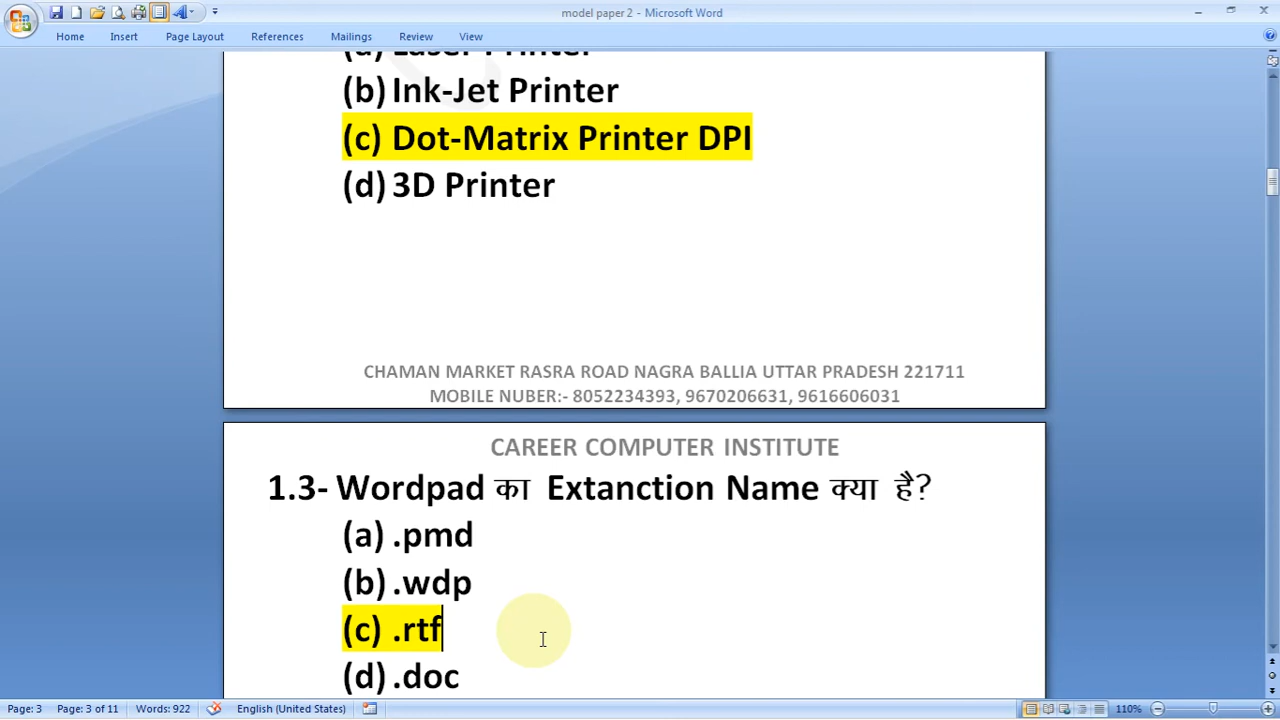 model paper 2 - Microsoft Word
Home Insert Page Layout References Mailings Review View
(a) Laser Printer
(b) Ink-Jet Printer
(c) Dot-Matrix Printer DPI
(d) 3D Printer
CHAMAN MARKET RASRA ROAD NAGRA BALLIA UTTAR PRADESH 221711
MOBILE NUBER:- 8052234393, 9670206631, 9616606031
CAREER COMPUTER INSTITUTE
1.3- Wordpad का Extanction Name क्या है?
(a) .pmd
(b) .wdp
(c) .rtf
(d) .doc
Page: 3 Page: 3 of 11 Words: 922 English (United States) 110%